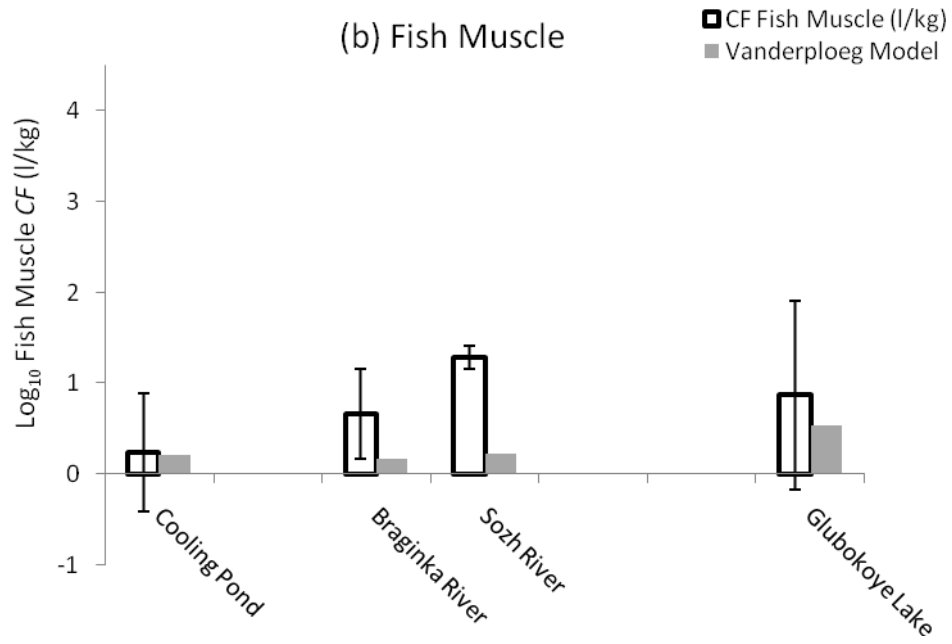 (b) Fish Muscle
CF Fish Muscle (l/kg)
Vanderploeg Model
Log₁₀ Fish Muscle CF (l/kg)
4
3
2
1
0
-1
Cooling Pond
Braginka River
Sozh River
Glubokoye Lake